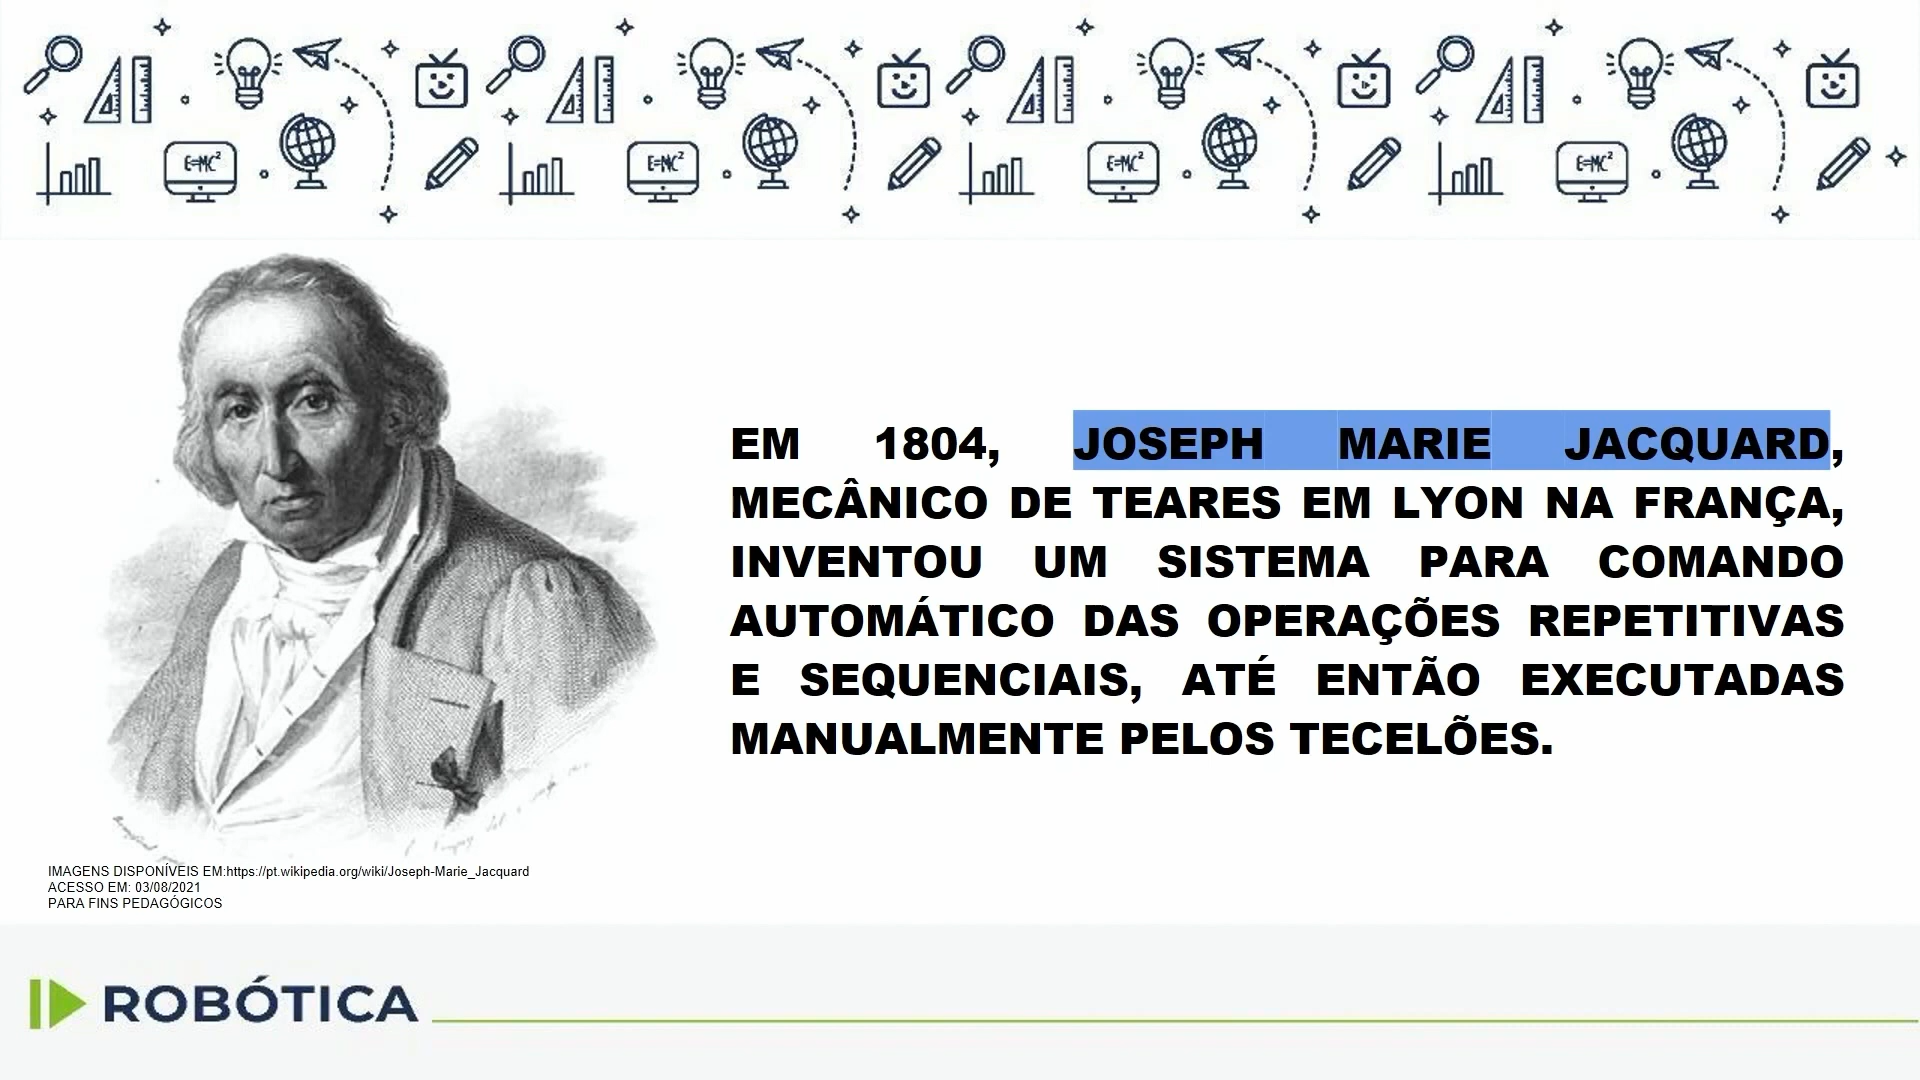 E=MC²
E=MC²
E=MC²
E=MC²
EM 1804, JOSEPH MARIE JACQUARD,
MECÂNICO DE TEARES EM LYON NA FRANÇA,
INVENTOU UM SISTEMA PARA COMANDO
AUTOMÁTICO DAS OPERAÇÕES REPETITIVAS
E SEQUENCIAIS, ATÉ ENTÃO EXECUTADAS
MANUALMENTE PELOS TECELÕES.
IMAGENS DISPONÍVEIS EM:https://pt.wikipedia.org/wiki/Joseph-Marie_Jacquard
ACESSO EM: 03/08/2021
PARA FINS PEDAGÓGICOS
ROBÓTICA